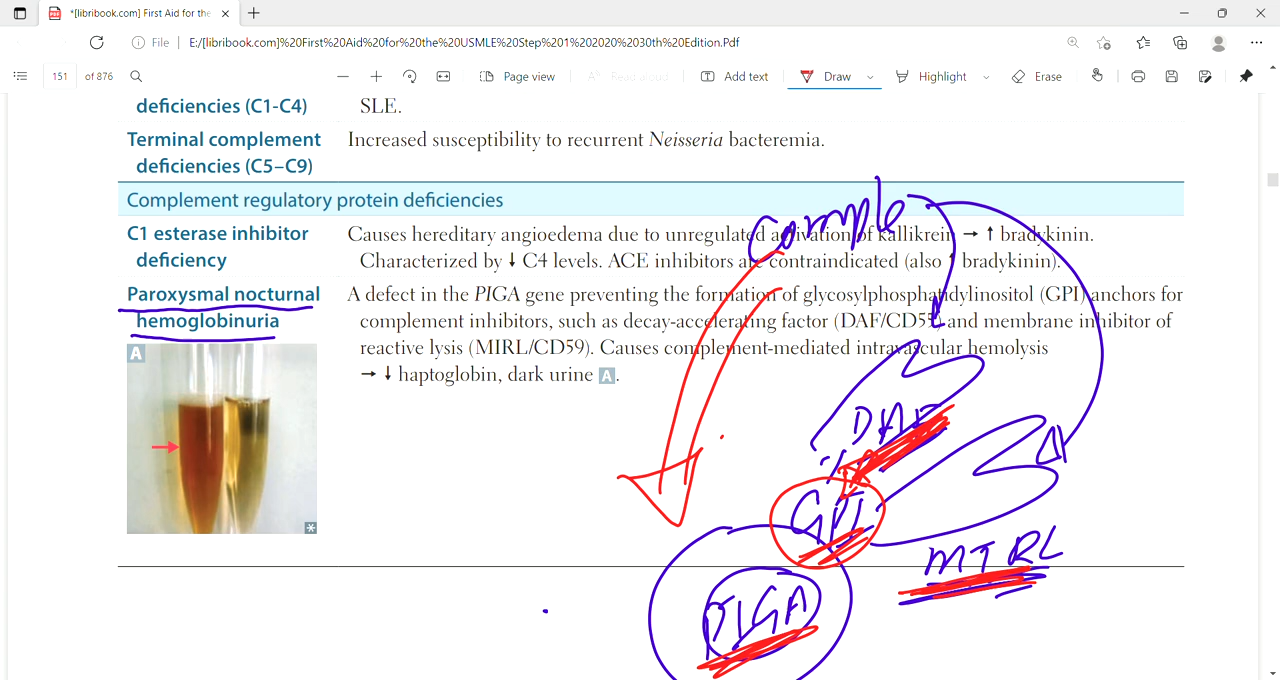 *[libribook.com] First Aid for the
File E:/[libribook.com]%20First%20Aid%20for%20the%20USMLE%20Step%201%202020%2030th%20Edition.Pdf
151 of 876 Page view Read aloud Add text Draw Highlight Erase
deficiencies (C1-C4) SLE.
Terminal complement Increased susceptibility to recurrent Neisseria bacteremia.
deficiencies (C5–C9)
Complement regulatory protein deficiencies
C1 esterase inhibitor Causes hereditary angioedema due to unregulated activation of kallikrein → ↑ bradykinin.
deficiency Characterized by ↓ C4 levels. ACE inhibitors are contraindicated (also ↑ bradykinin).
Paroxysmal nocturnal A defect in the PIGA gene preventing the formation of glycosylphosphatidylinositol (GPI) anchors for
hemoglobinuria complement inhibitors, such as decay-accelerating factor (DAF/CD55) and membrane inhibitor of
reactive lysis (MIRL/CD59). Causes complement-mediated intravascular hemolysis
→ ↓ haptoglobin, dark urine A.
A
comple
DAF
GPI
MIRL
PIGA